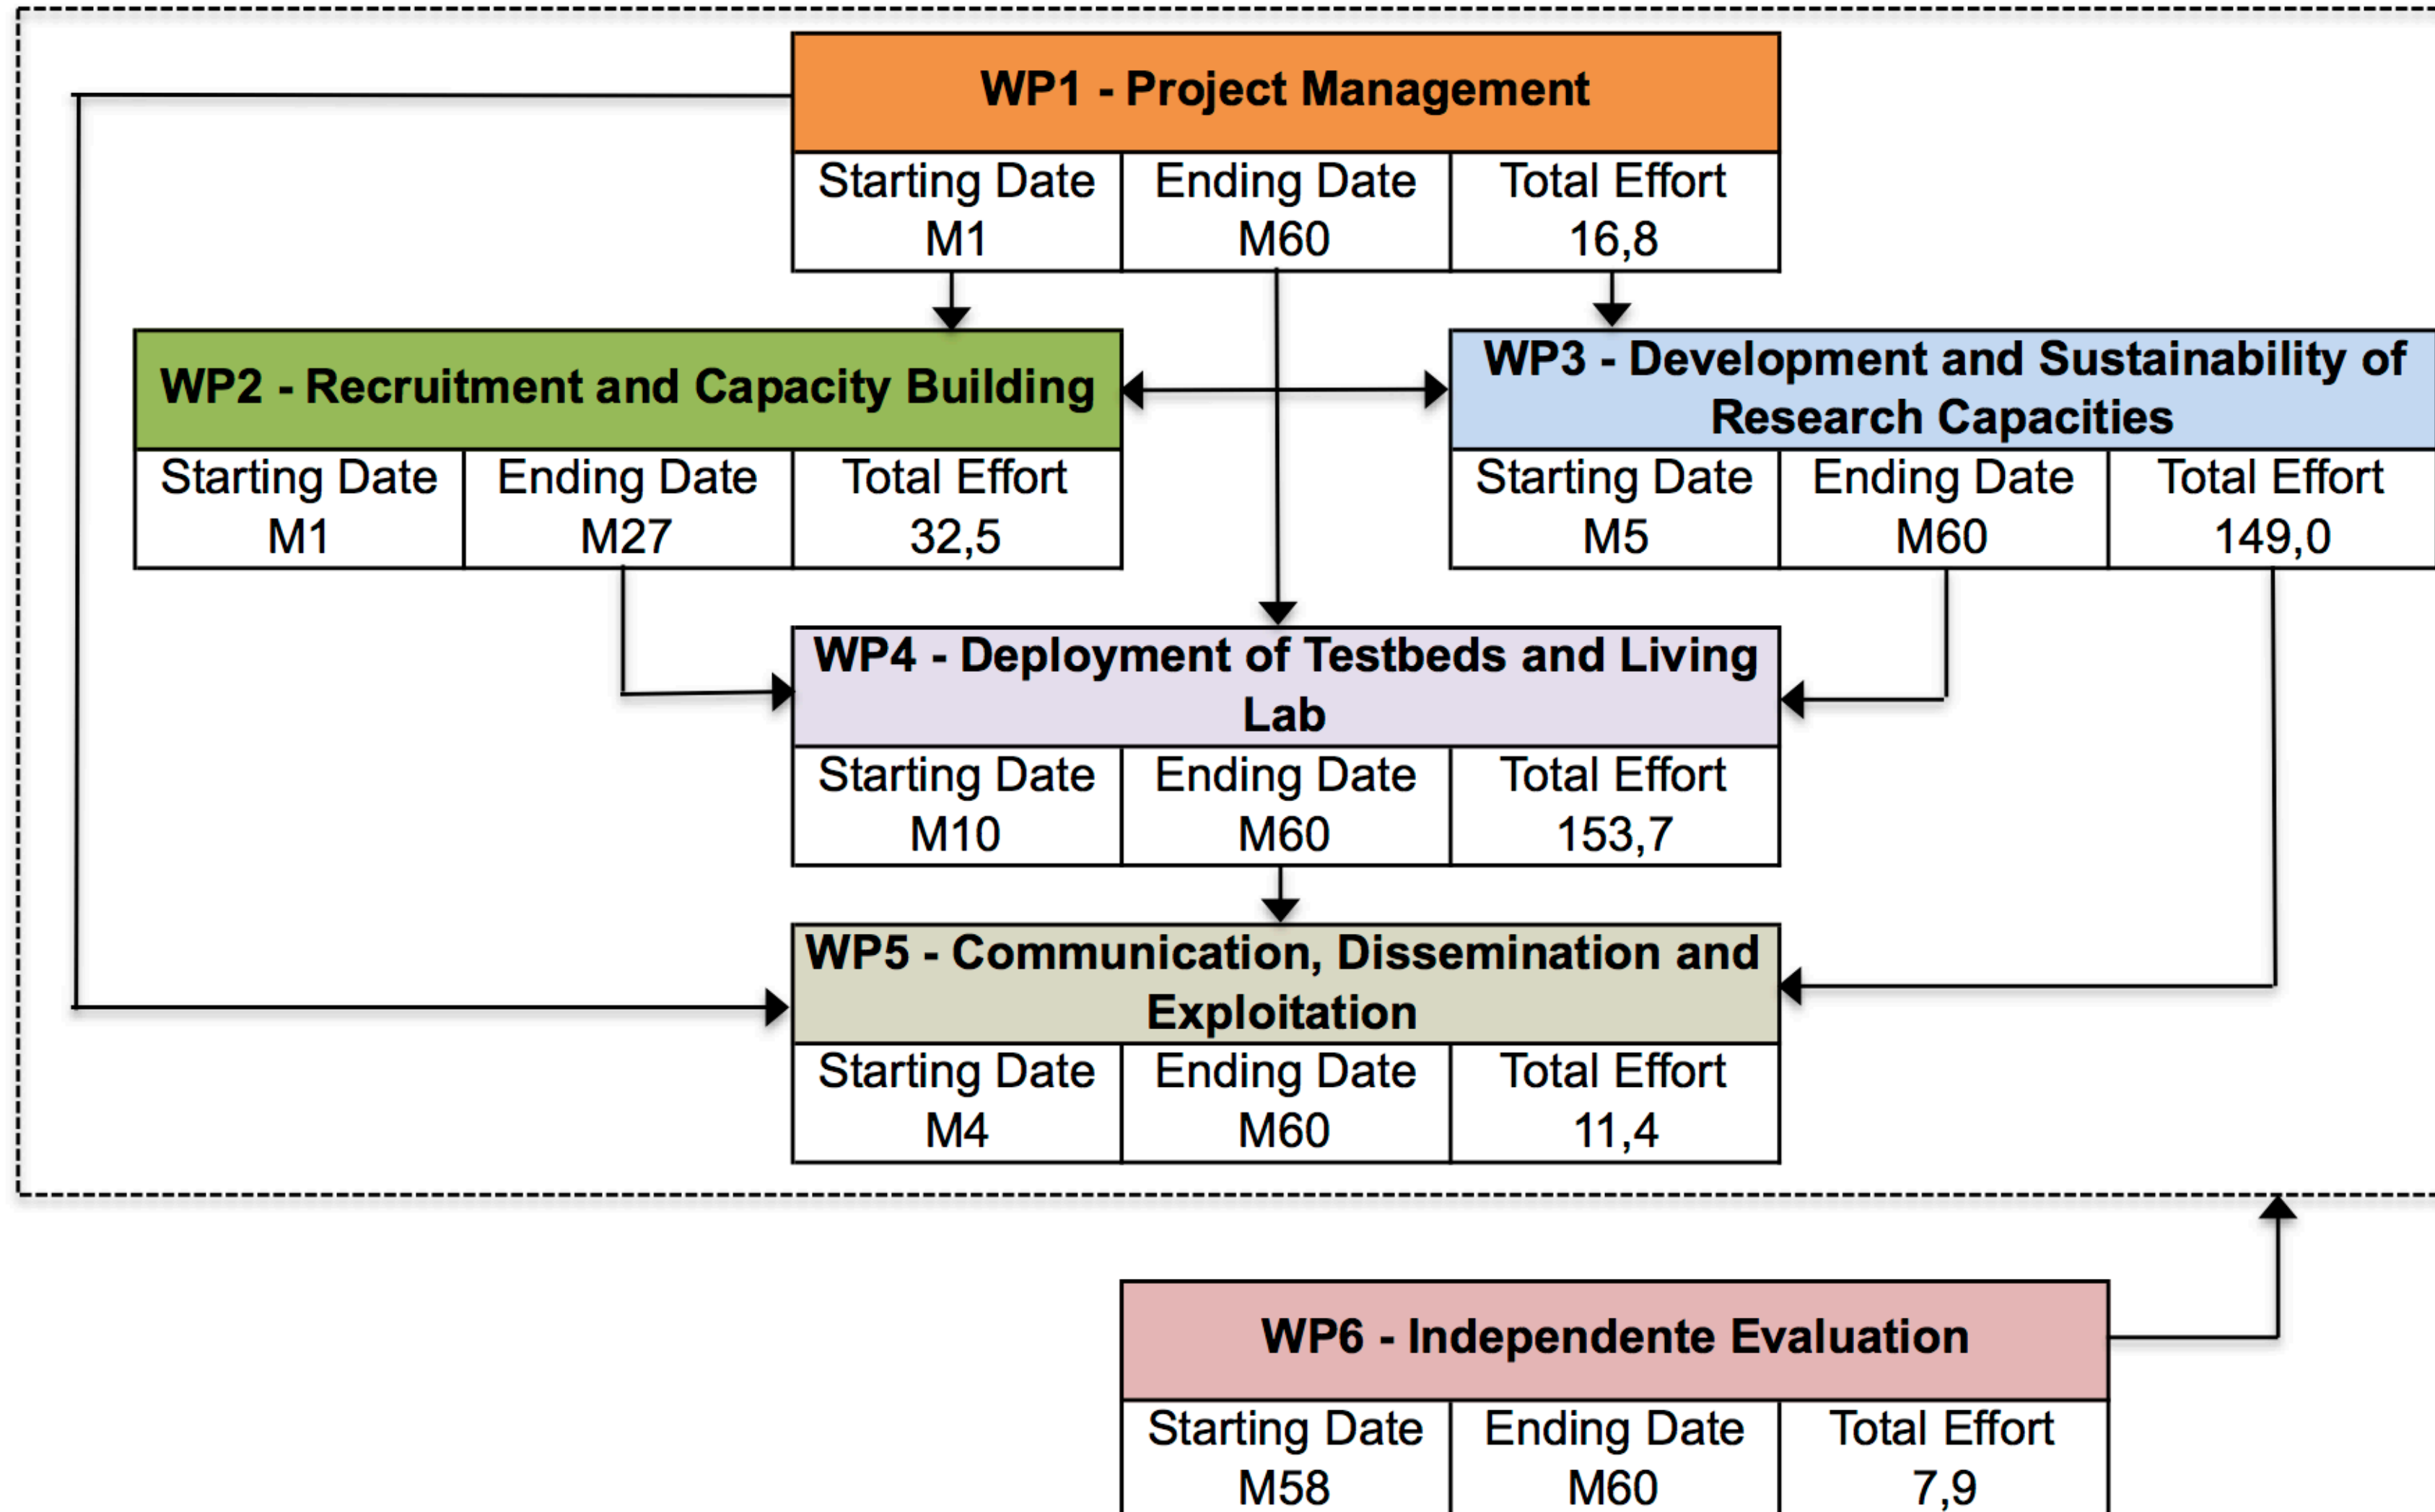 WP1 - Project Management
Starting Date Ending Date Total Effort
M1 M60 16,8
WP2 - Recruitment and Capacity Building
Starting Date Ending Date Total Effort
M1 M27 32,5
WP3 - Development and Sustainability of
Research Capacities
Starting Date Ending Date Total Effort
M5 M60 149,0
WP4 - Deployment of Testbeds and Living
Lab
Starting Date Ending Date Total Effort
M10 M60 153,7
WP5 - Communication, Dissemination and
Exploitation
Starting Date Ending Date Total Effort
M4 M60 11,4
WP6 - Independente Evaluation
Starting Date Ending Date Total Effort
M58 M60 7,9